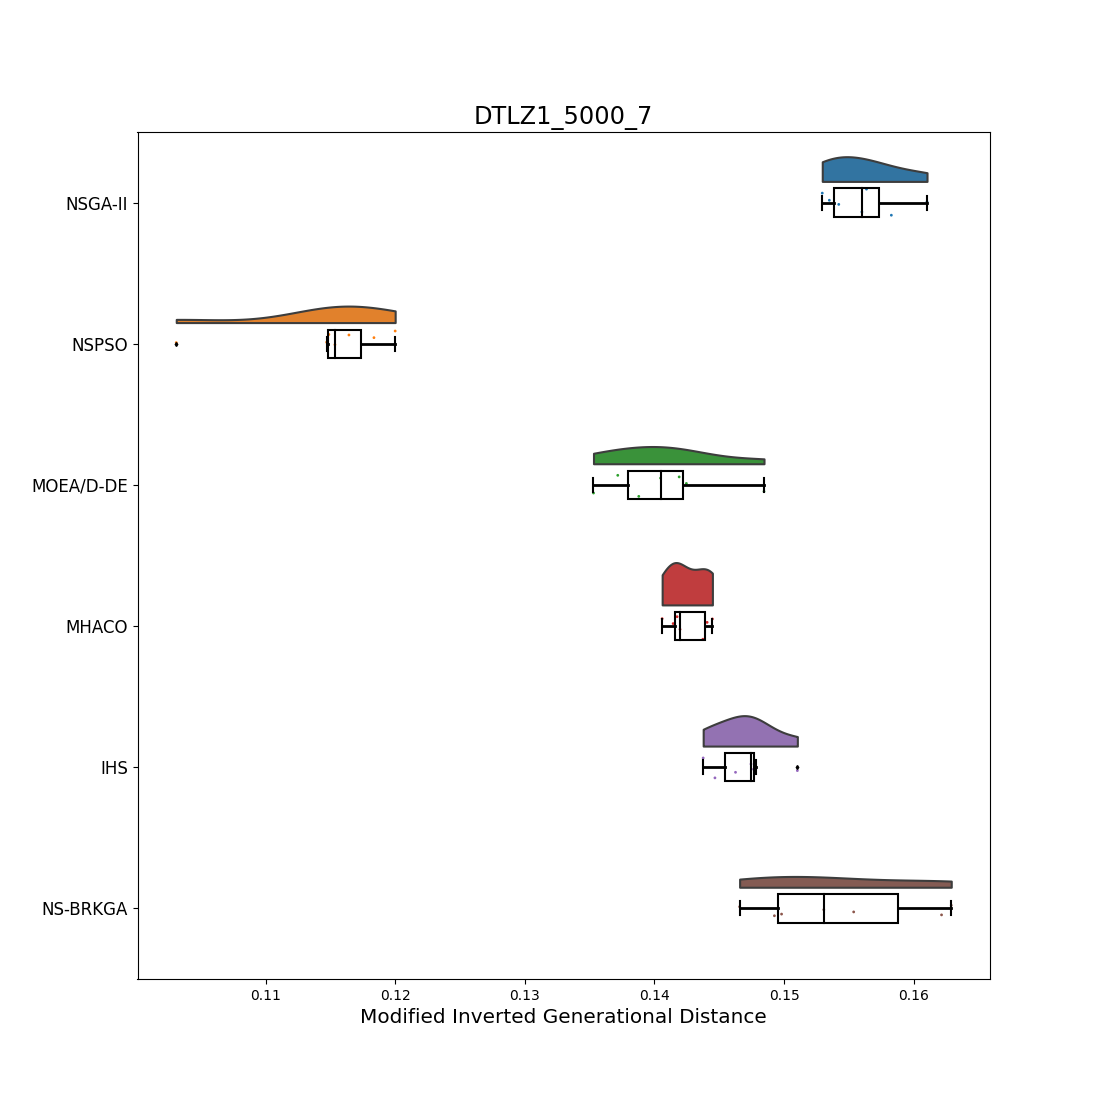 DTLZ1_5000_7
NSGA-II
NSPSO
MOEA/D-DE
MHACO
IHS
NS-BRKGA
0.11 0.12 0.13 0.14 0.15 0.16
Modified Inverted Generational Distance